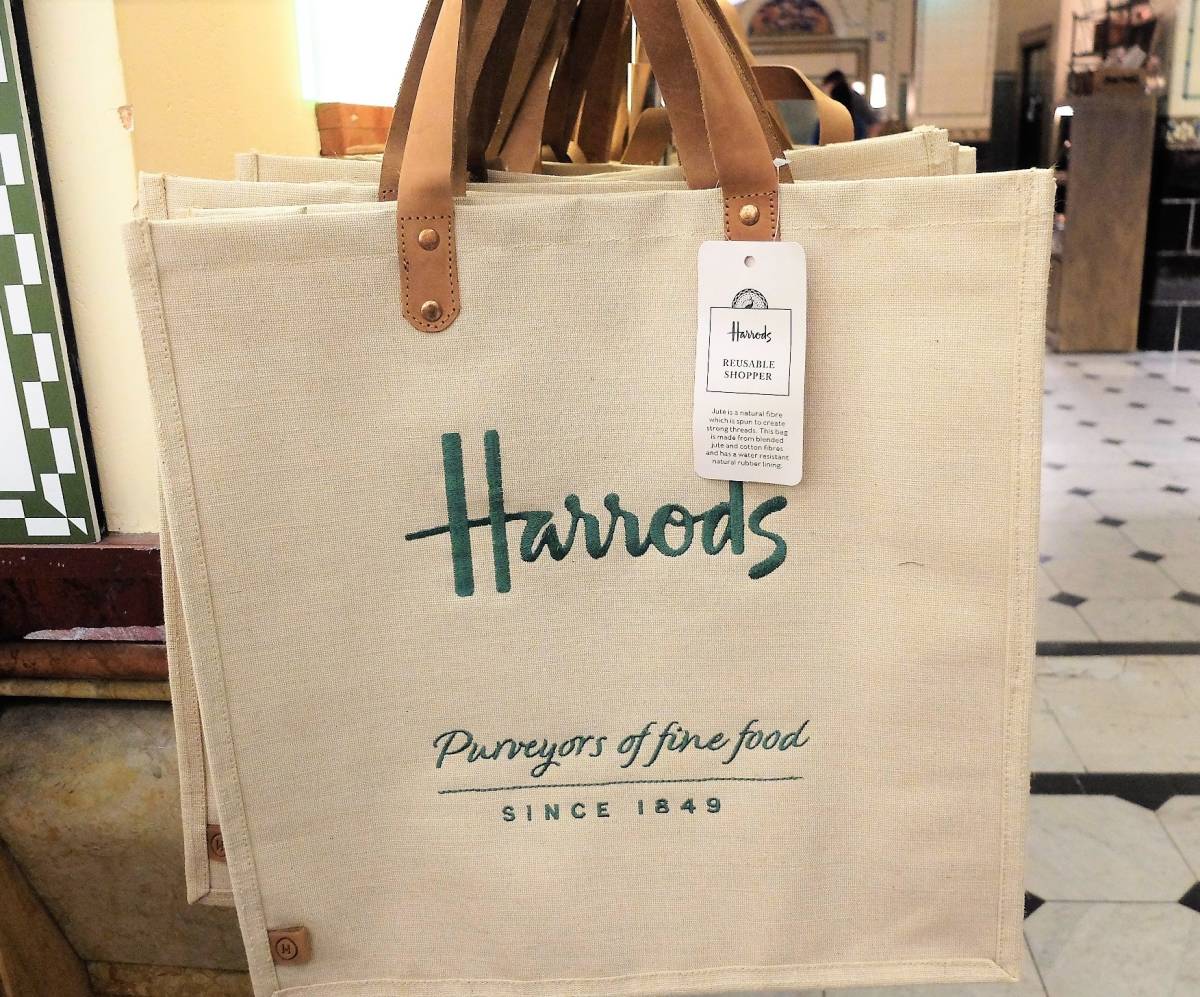 Harrods
REUSABLE
SHOPPER
Jute is a natural fibre
which is spun to create
strong threads. This bag
is made from blended
jute and cotton fibres
and has a water resistant
natural rubber lining.
Harrods
Purveyors of fine food
SINCE 1849
H